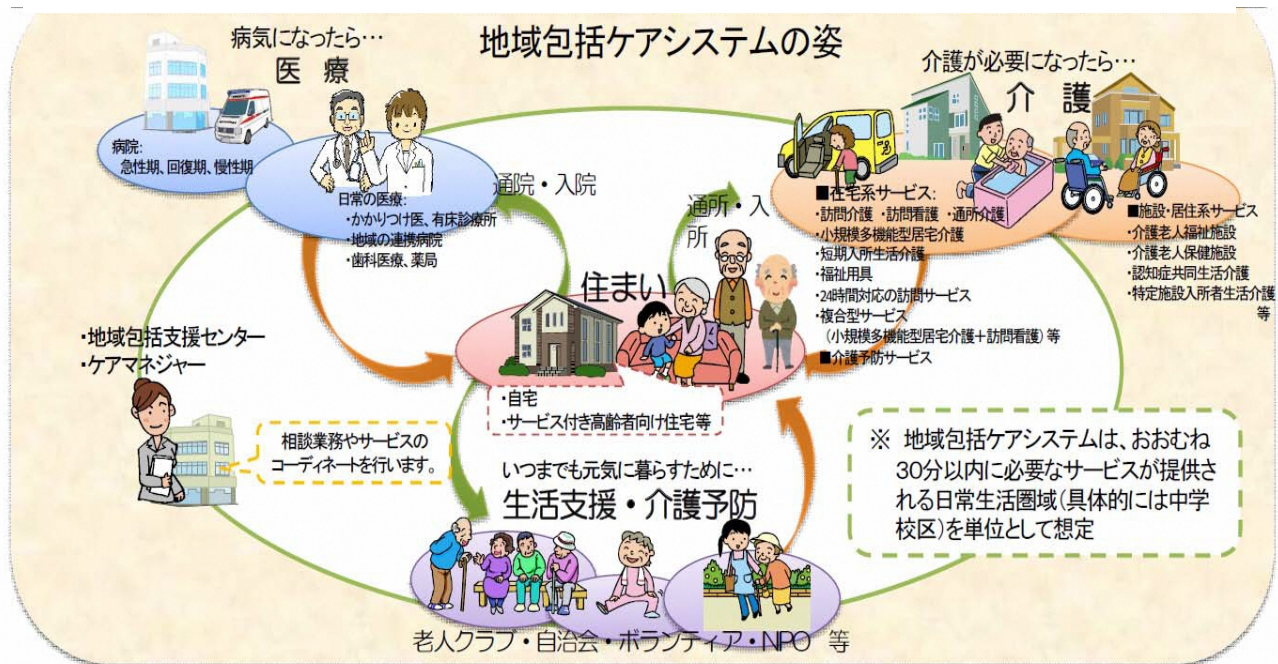 地域包括ケアシステムの姿
病気になったら…
医 療
病院:
急性期、回復期、慢性期
日常の医療:
・かかりつけ医、有床診療所
・地域の連携病院
・歯科医療、薬局
通院・入院
通所・入
所
介護が必要になったら…
介 護
■在宅系サービス:
・訪問介護 ・訪問看護 ・通所介護
・小規模多機能型居宅介護
・短期入所生活介護
・福祉用具
・24時間対応の訪問サービス
・複合型サービス
(小規模多機能型居宅介護+訪問看護)等
■介護予防サービス
■施設・居住系サービス
・介護老人福祉施設
・介護老人保健施設
・認知症共同生活介護
・特定施設入所者生活介護
等
住まい
・自宅
・サービス付き高齢者向け住宅等
・地域包括支援センター
・ケアマネジャー
相談業務やサービスの
コーディネートを行います。
いつまでも元気に暮らすために…
生活支援・介護予防
老人クラブ・自治会・ボランティア・NPO 等
※ 地域包括ケアシステムは、おおむね
30分以内に必要なサービスが提供さ
れる日常生活圏域(具体的には中学
校区)を単位として想定